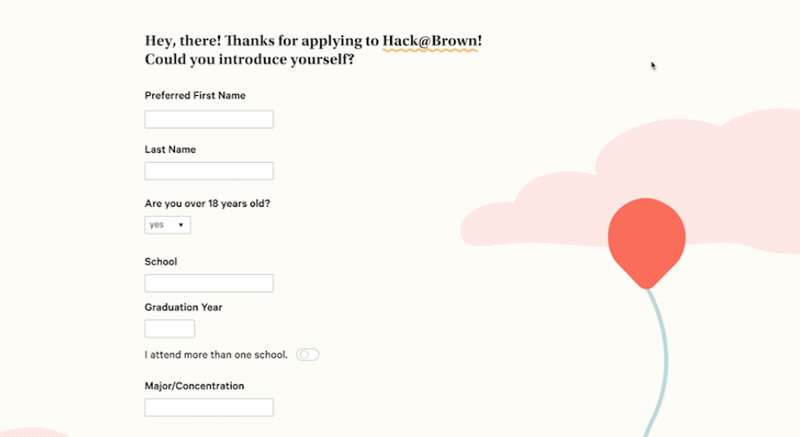 Hey, there! Thanks for applying to Hack@Brown!
Could you introduce yourself?
Preferred First Name
Last Name
Are you over 18 years old?
yes
School
Graduation Year
I attend more than one school.
Major/Concentration